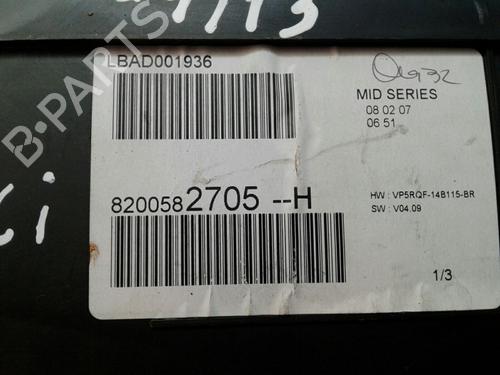 LBAD001936
MID SERIES
08 02 07
06 51
8200582705 --H
HW : VP5RQF-14B115-BR
SW : V04.09
1/3
B-PARTS